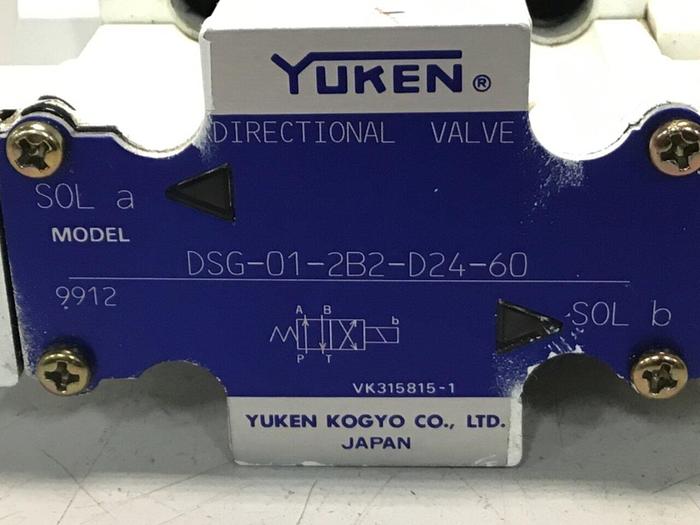 YUKEN®
DIRECTIONAL VALVE
SOL a
MODEL
DSG-01-2B2-D24-60
9912
A B
b
P T
SOL b
VK315815-1
YUKEN KOGYO CO., LTD.
JAPAN